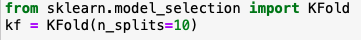 from sklearn.model_selection import KFold
kf = KFold(n_splits=10)